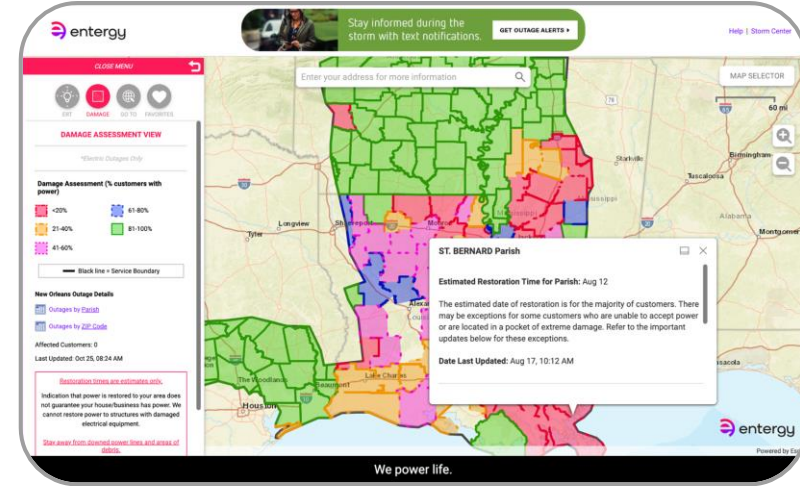 entergy
Stay informed during the
storm with text notifications.
GET OUTAGE ALERTS
Help | Storm Center
CLOSE MENU
ERT
DAMAGE
GO TO
FAVORITES
DAMAGE ASSESSMENT VIEW
*Electric Outages Only
Damage Assessment (% customers with
power)
<20%
61-80%
21-40%
81-100%
41-60%
Black line = Service Boundary
New Orleans Outage Details
Outages by Parish
Outages by ZIP Code
Affected Customers: 0
Last Updated: Oct 25, 08:24 AM
Restoration times are estimates only.
Indication that power is restored to your area does
not guarantee your house/business has power. We
cannot restore power to structures with damaged
electrical equipment.
Stay away from downed power lines and areas of
debris.
Enter your address for more information
MAP SELECTOR
60 mi
Starkville
Birmingham
Tuscaloosa
Mississippi
Alabama
Montgomer
Longview
Tyler
Monroe
The Woodlands
Beaumont
Houston
Lake Charles
ST. BERNARD Parish
Estimated Restoration Time for Parish: Aug 12
The estimated date of restoration is for the majority of customers. There
may be exceptions for some customers who are unable to accept power
or are located in a pocket of extreme damage. Refer to the important
updates below for these exceptions.
Date Last Updated: Aug 17, 10:12 AM
nsacola
entergy
Powered by Es
We power life.